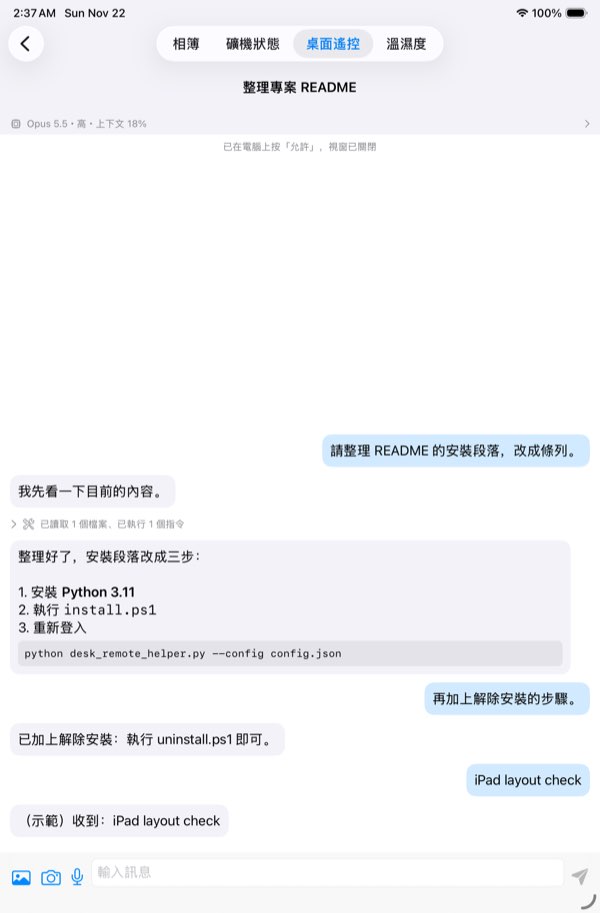 2:37 AM Sun Nov 22
100%
相簿 礦機狀態 桌面遙控 溫濕度
整理專案 README
Opus 5.5・高・上下文 18%
已在電腦上按「允許」，視窗已關閉
請整理 README 的安裝段落，改成條列。
我先看一下目前的內容。
已讀取 1 個檔案、已執行 1 個指令
整理好了，安裝段落改成三步：
1. 安裝 Python 3.11
2. 執行 install.ps1
3. 重新登入
python desk_remote_helper.py --config config.json
再加上解除安裝的步驟。
已加上解除安裝：執行 uninstall.ps1 即可。
iPad layout check
（示範）收到：iPad layout check
輸入訊息